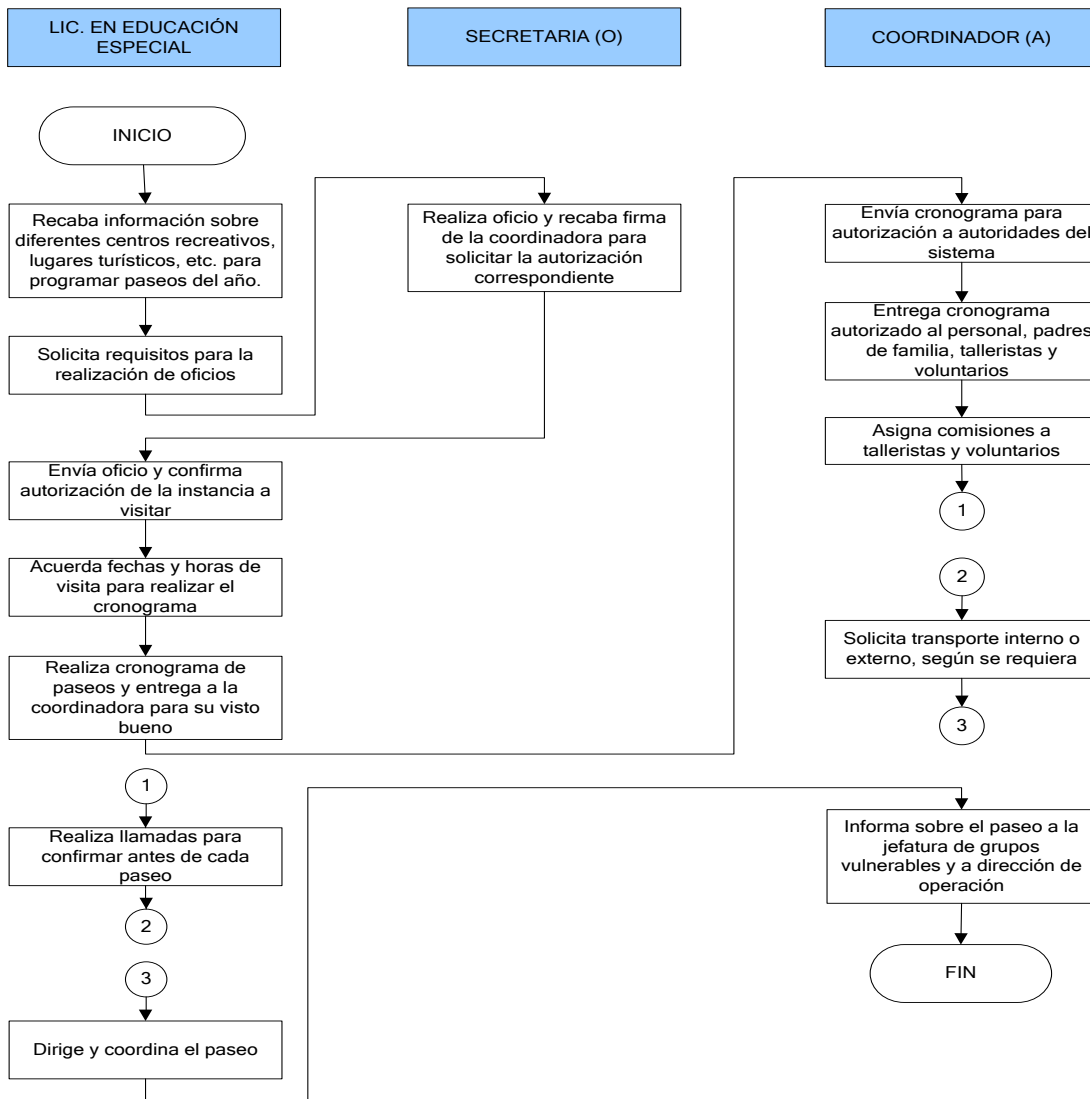 LIC. EN EDUCACIÓN
ESPECIAL
SECRETARIA (O)
COORDINADOR (A)
INICIO
Recaba información sobre
diferentes centros recreativos,
lugares turísticos, etc. para
programar paseos del año.
Solicita requisitos para la
realización de oficios
Realiza oficio y recaba firma
de la coordinadora para
solicitar la autorización
correspondiente
Envía oficio y confirma
autorización de la instancia a
visitar
Acuerda fechas y horas de
visita para realizar el
cronograma
Realiza cronograma de
paseos y entrega a la
coordinadora para su visto
bueno
Envía cronograma para
autorización a autoridades del
sistema
Entrega cronograma
autorizado al personal, padres
de familia, talleristas y
voluntarios
Asigna comisiones a
talleristas y voluntarios
1
1
Realiza llamadas para
confirmar antes de cada
paseo
2
2
Solicita transporte interno o
externo, según se requiera
3
3
Dirige y coordina el paseo
Informa sobre el paseo a la
jefatura de grupos
vulnerables y a dirección de
operación
FIN